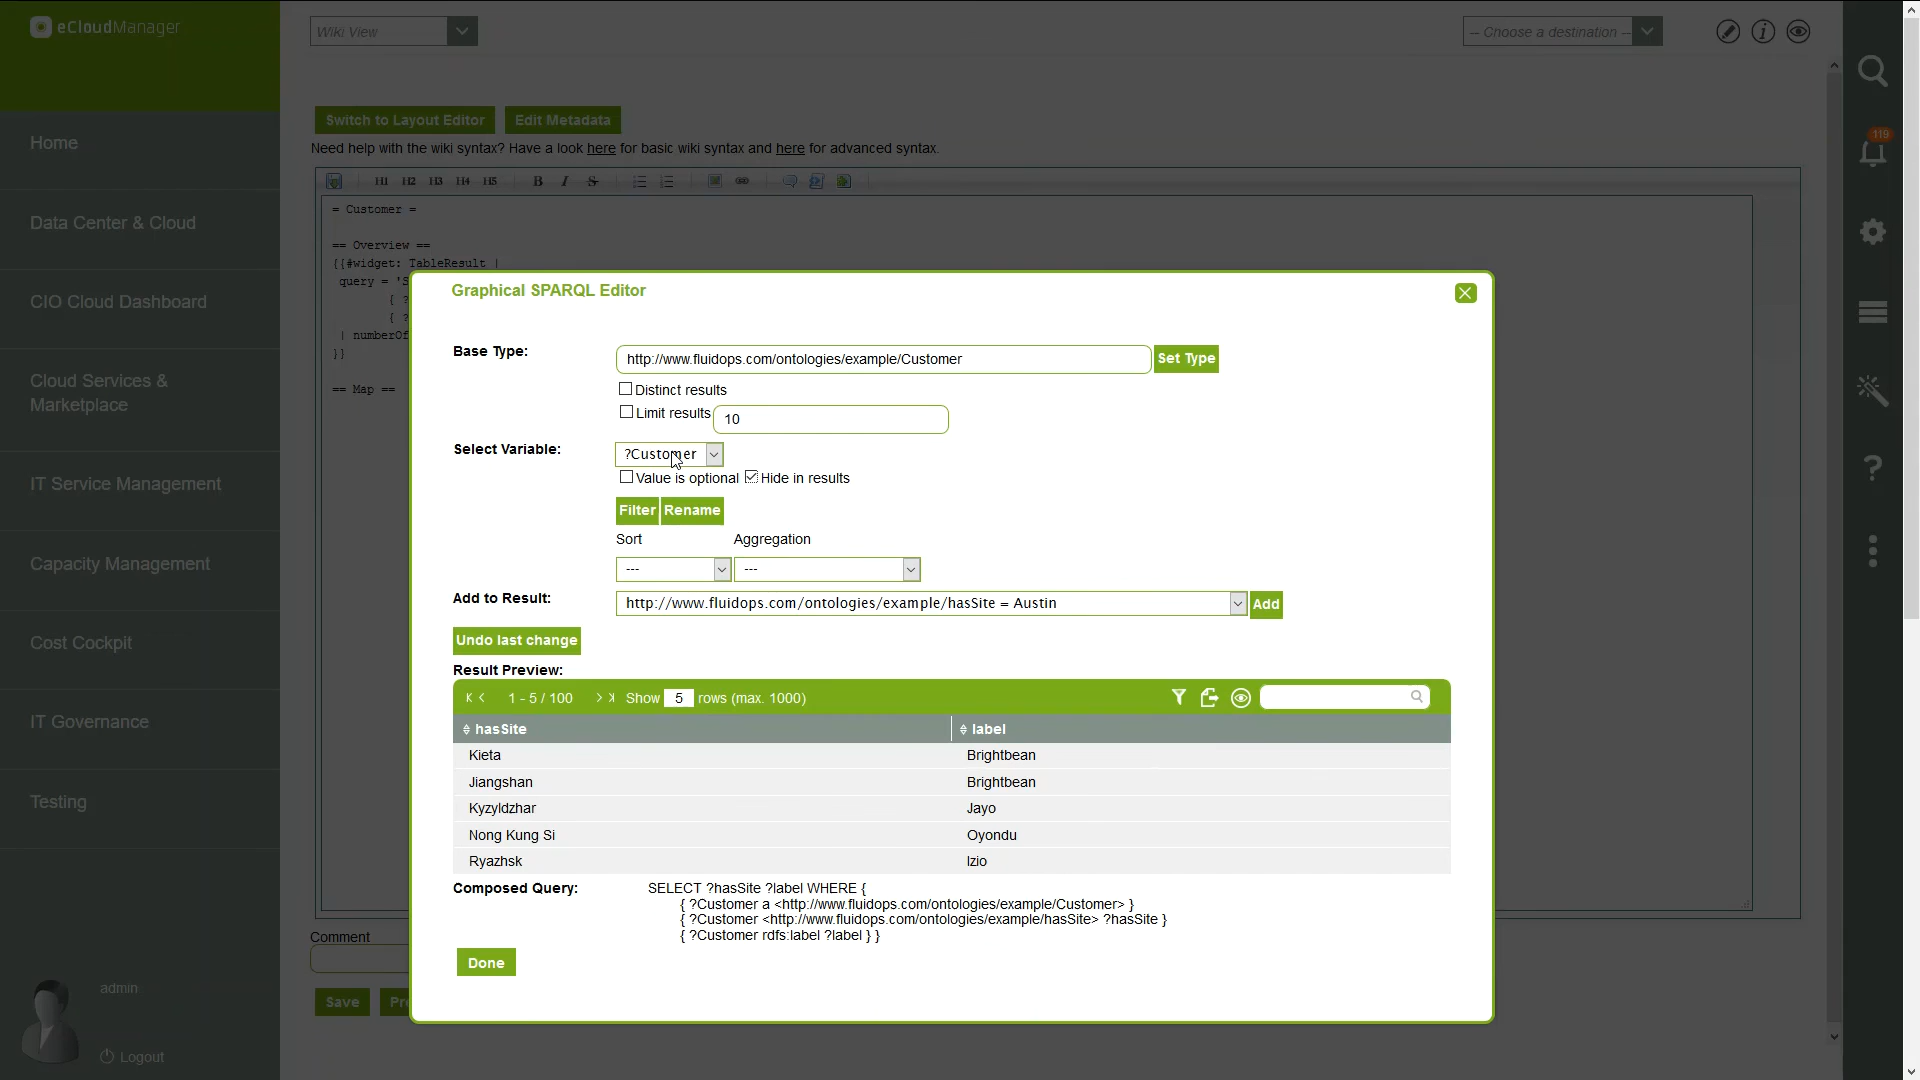 eCloudManager
Wiki View
-- Choose a destination --
Switch to Layout Editor
Edit Metadata
Need help with the wiki syntax? Have a look here for basic wiki syntax and here for advanced syntax.
119
Home
Data Center & Cloud
CIO Cloud Dashboard
Cloud Services &
Marketplace
IT Service Management
Capacity Management
Cost Cockpit
IT Governance
Testing
admin
Logout
H1 H2 H3 H4 H5 B I S
= Customer =
== Overview ==
{{#widget: TableResult |
query = 'S
{ ?
{ ?
| numberOf
}}
== Map ==
Comment
Save
Pre
Graphical SPARQL Editor
Base Type:
http://www.fluidops.com/ontologies/example/Customer
Set Type
Distinct results
Limit results
10
Select Variable:
?Customer
Value is optional
Hide in results
Filter
Rename
Sort
Aggregation
---
---
Add to Result:
http://www.fluidops.com/ontologies/example/hasSite = Austin
Add
Undo last change
Result Preview:
1 - 5 / 100
Show 5 rows (max. 1000)
hasSite label
Kieta Brightbean
Jiangshan Brightbean
Kyzyldzhar Jayo
Nong Kung Si Oyondu
Ryazhsk Izio
Composed Query:
SELECT ?hasSite ?label WHERE {
{ ?Customer a <http://www.fluidops.com/ontologies/example/Customer> }
{ ?Customer <http://www.fluidops.com/ontologies/example/hasSite> ?hasSite }
{ ?Customer rdfs:label ?label } }
Done